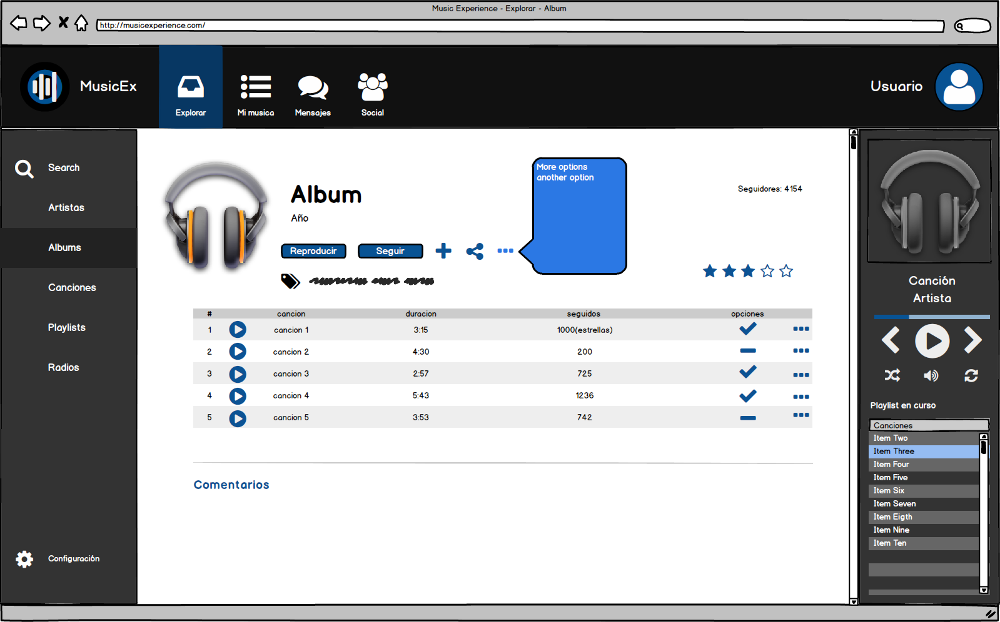 Music Experience - Explorar - Album
http://musicexperience.com/
MusicEx
Explorar
Mi musica
Mensajes
Social
Usuario
Search
Artistas
Albums
Canciones
Playlists
Radios
Configuración
Album
Año
Reproducir
Seguir
More options
another option
Seguidores: 4154
# cancion duracion seguidos opciones
1 cancion 1 3:15 1000(estrellas)
2 cancion 2 4:30 200
3 cancion 3 2:57 725
4 cancion 4 5:43 1236
5 cancion 5 3:53 742
Comentarios
Canción
Artista
Playlist en curso
Canciones
Item Two
Item Three
Item Four
Item Five
Item Six
Item Seven
Item Eigth
Item Nine
Item Ten